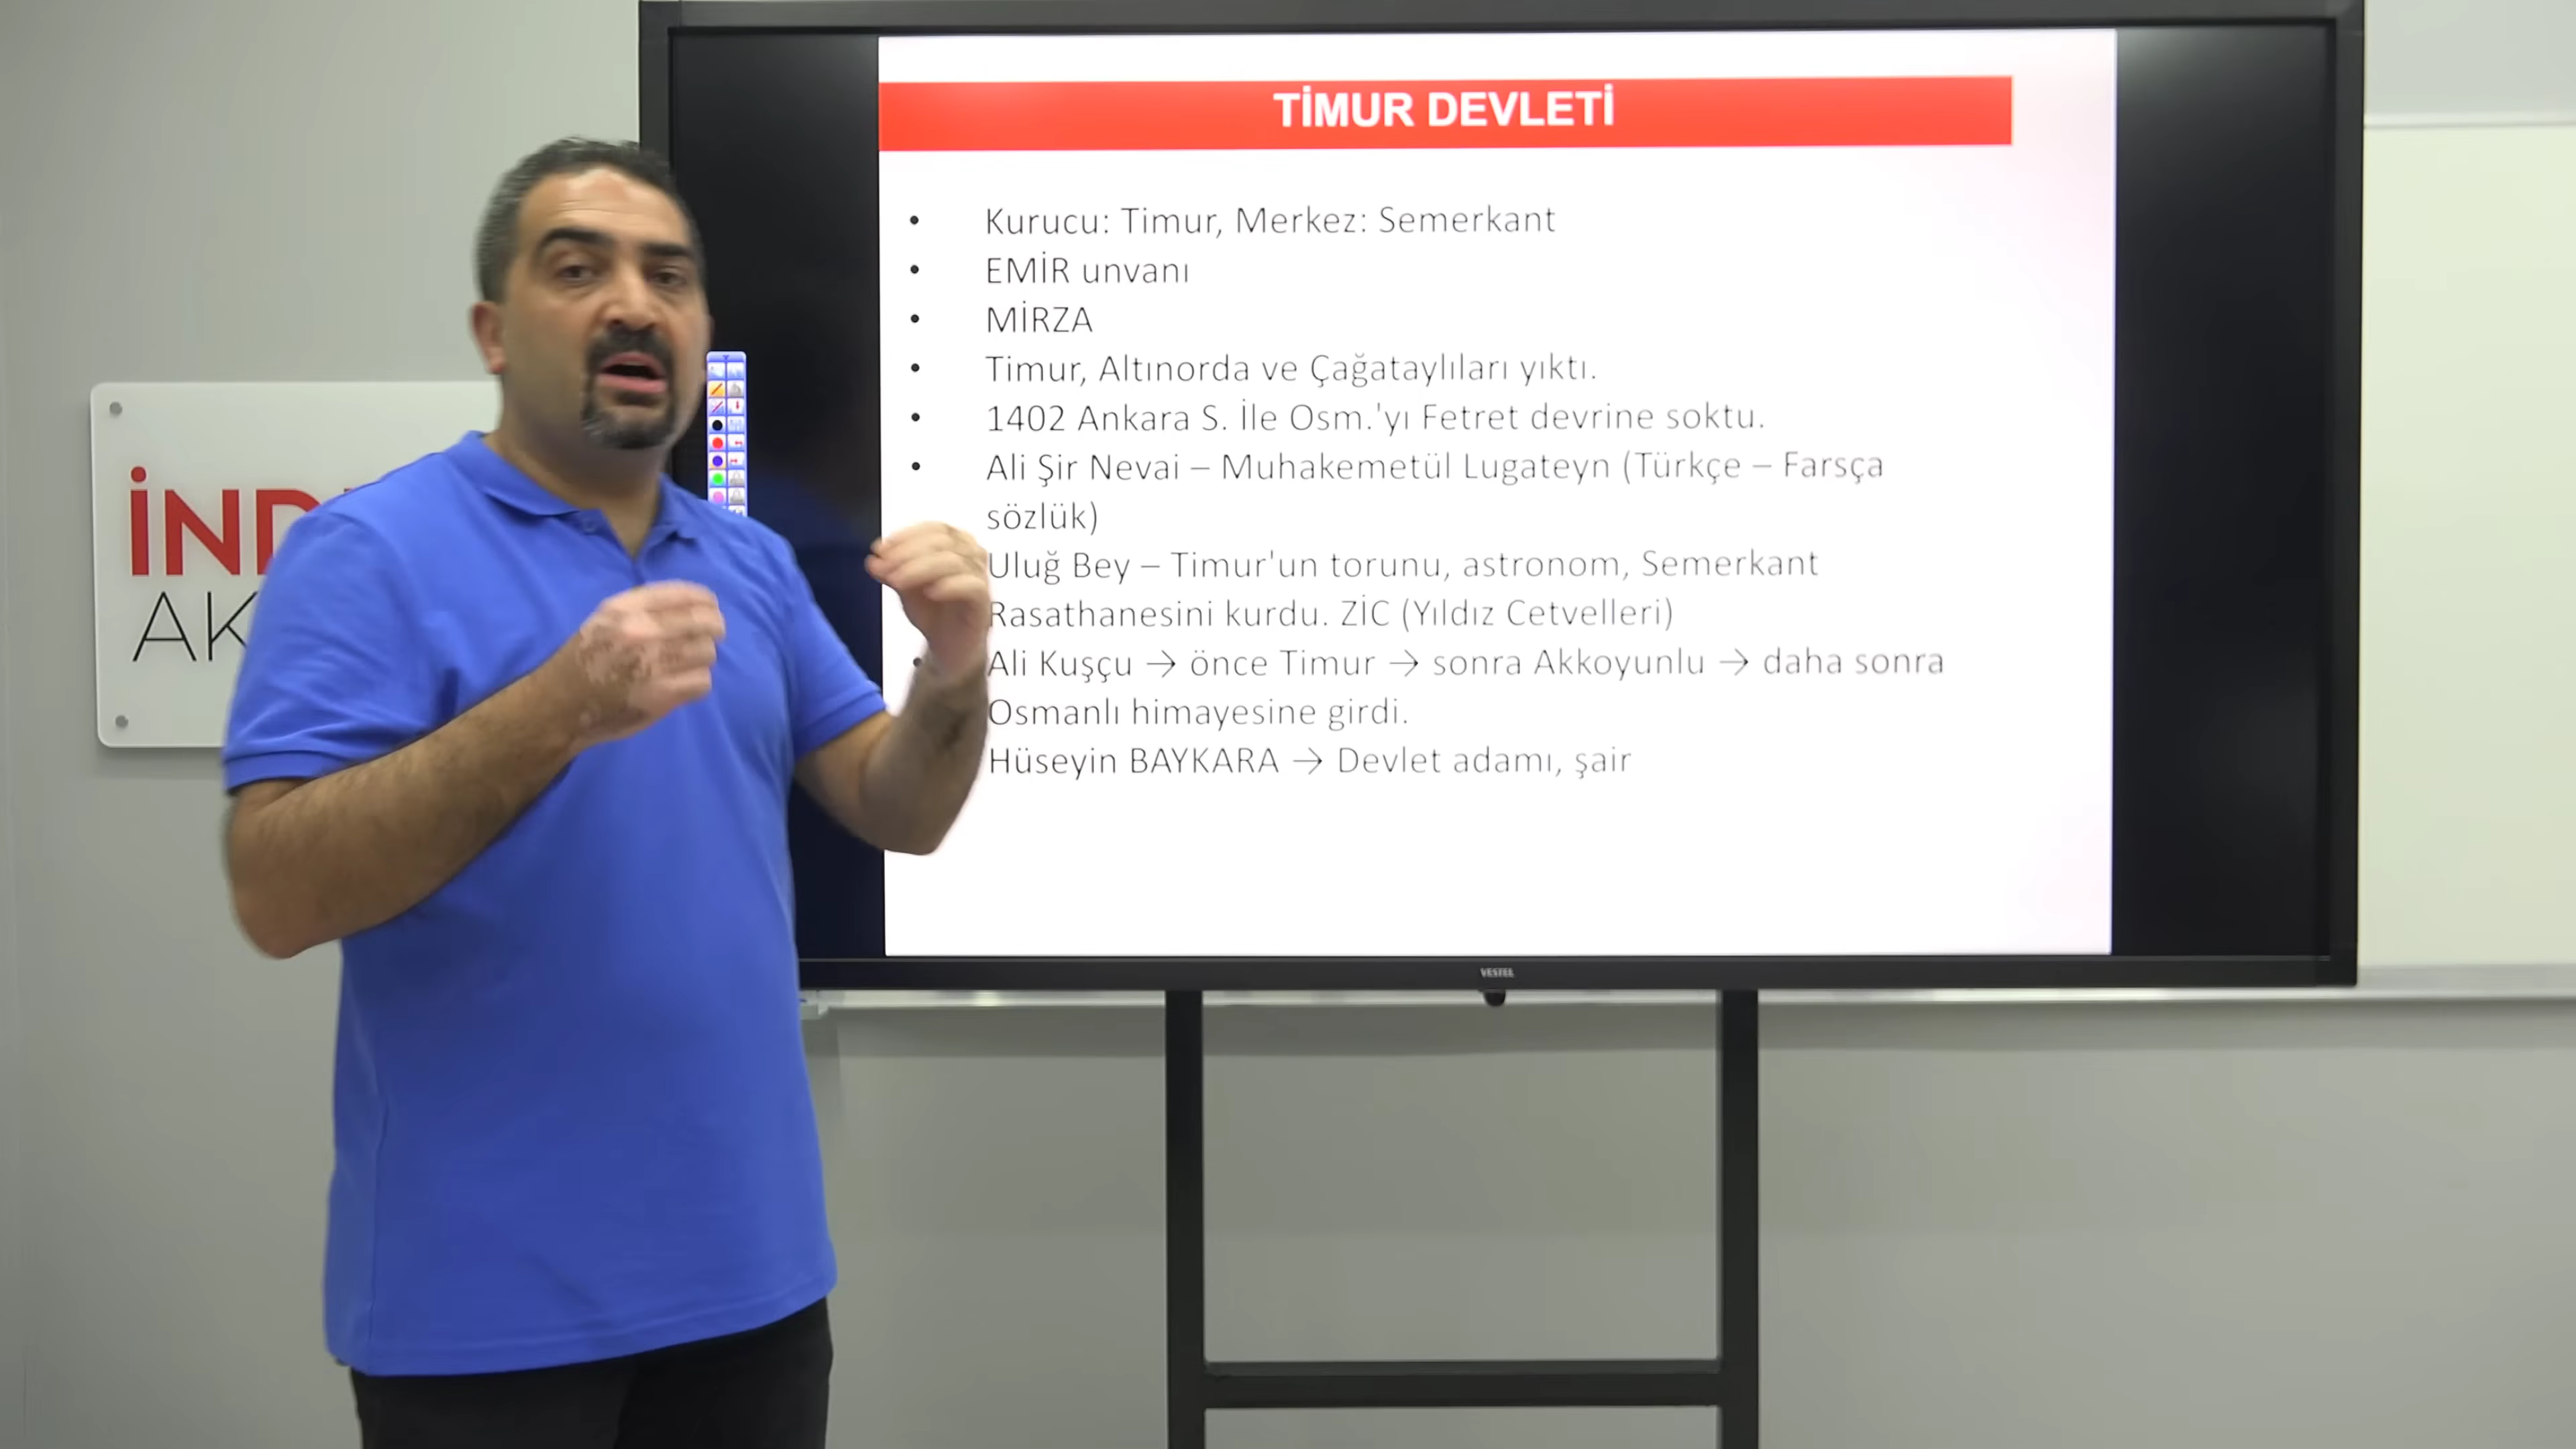 TİMUR DEVLETİ
• Kurucu: Timur, Merkez: Semerkant
• EMİR unvanı
• MİRZA
• Timur, Altınorda ve Çağataylıları yıktı.
• 1402 Ankara S. İle Osm.'yı Fetret devrine soktu.
• Ali Şir Nevai – Muhakemetül Lugateyn (Türkçe – Farsça
sözlük)
Uluğ Bey – Timur'un torunu, astronom, Semerkant
Rasathanesini kurdu. ZİC (Yıldız Cetvelleri)
• Ali Kuşçu → önce Timur → sonra Akkoyunlu → daha sonra
Osmanlı himayesine girdi.
Hüseyin BAYKARA → Devlet adamı, şair
VESTEL